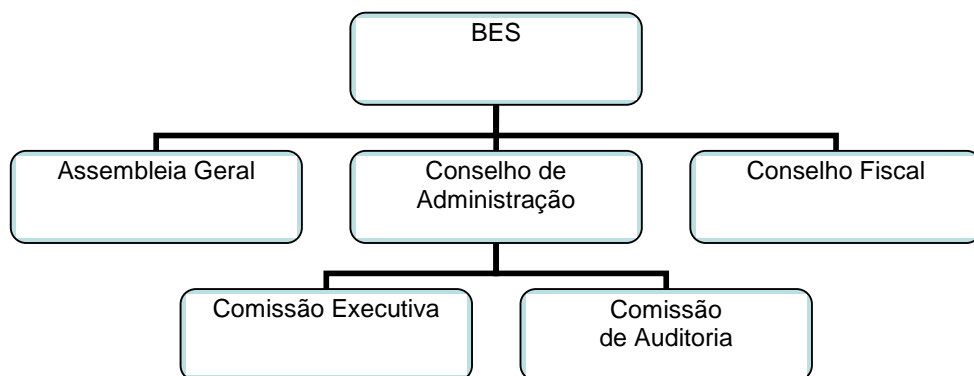 BES
Assembleia Geral
Conselho de
Administração
Conselho Fiscal
Comissão Executiva
Comissão
de Auditoria